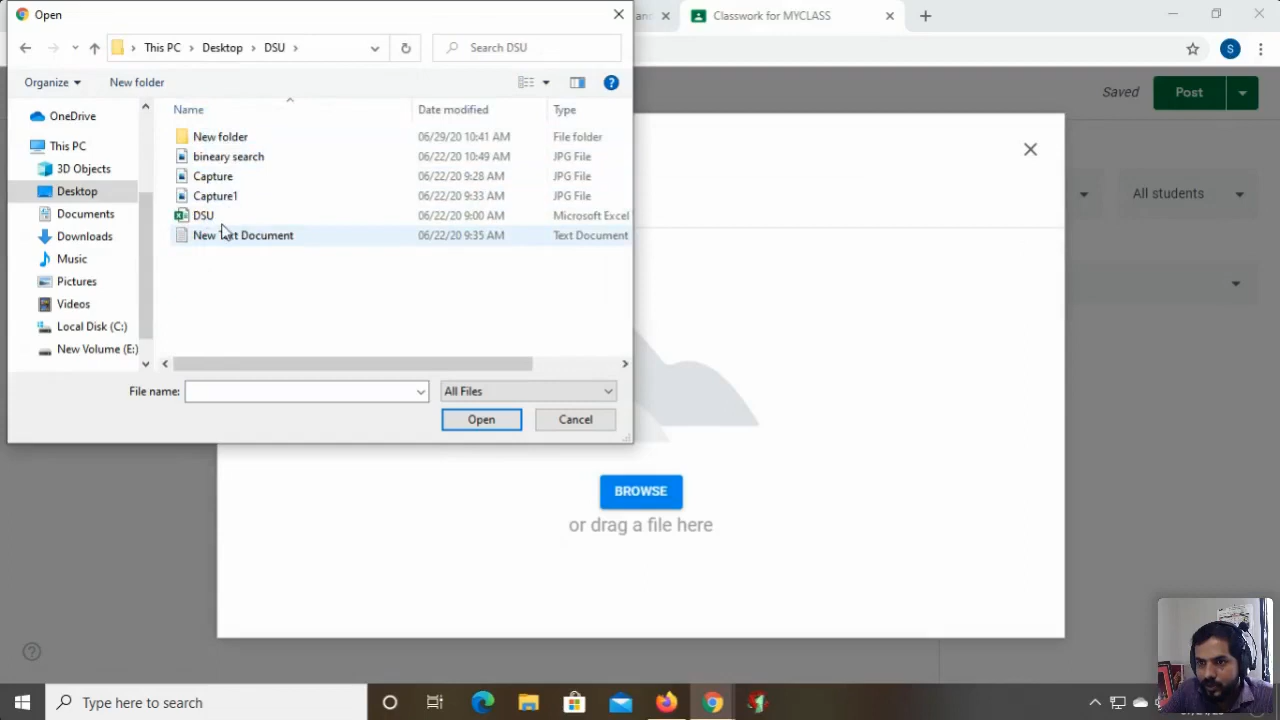 Open
Classwork for MYCLASS
This PC > Desktop > DSU >
Search DSU
Organize
New folder
Saved
Post
Name
Date modified
Type
OneDrive
This PC
3D Objects
Desktop
Documents
Downloads
Music
Pictures
Videos
Local Disk (C:)
New Volume (E:)
New folder 06/29/20 10:41 AM File folder
bineary search 06/22/20 10:49 AM JPG File
Capture 06/22/20 9:28 AM JPG File
Capture1 06/22/20 9:33 AM JPG File
DSU 06/22/20 9:00 AM Microsoft Excel
New Text Document 06/22/20 9:35 AM Text Document
All students
File name:
All Files
Open
Cancel
BROWSE
or drag a file here
Type here to search
S